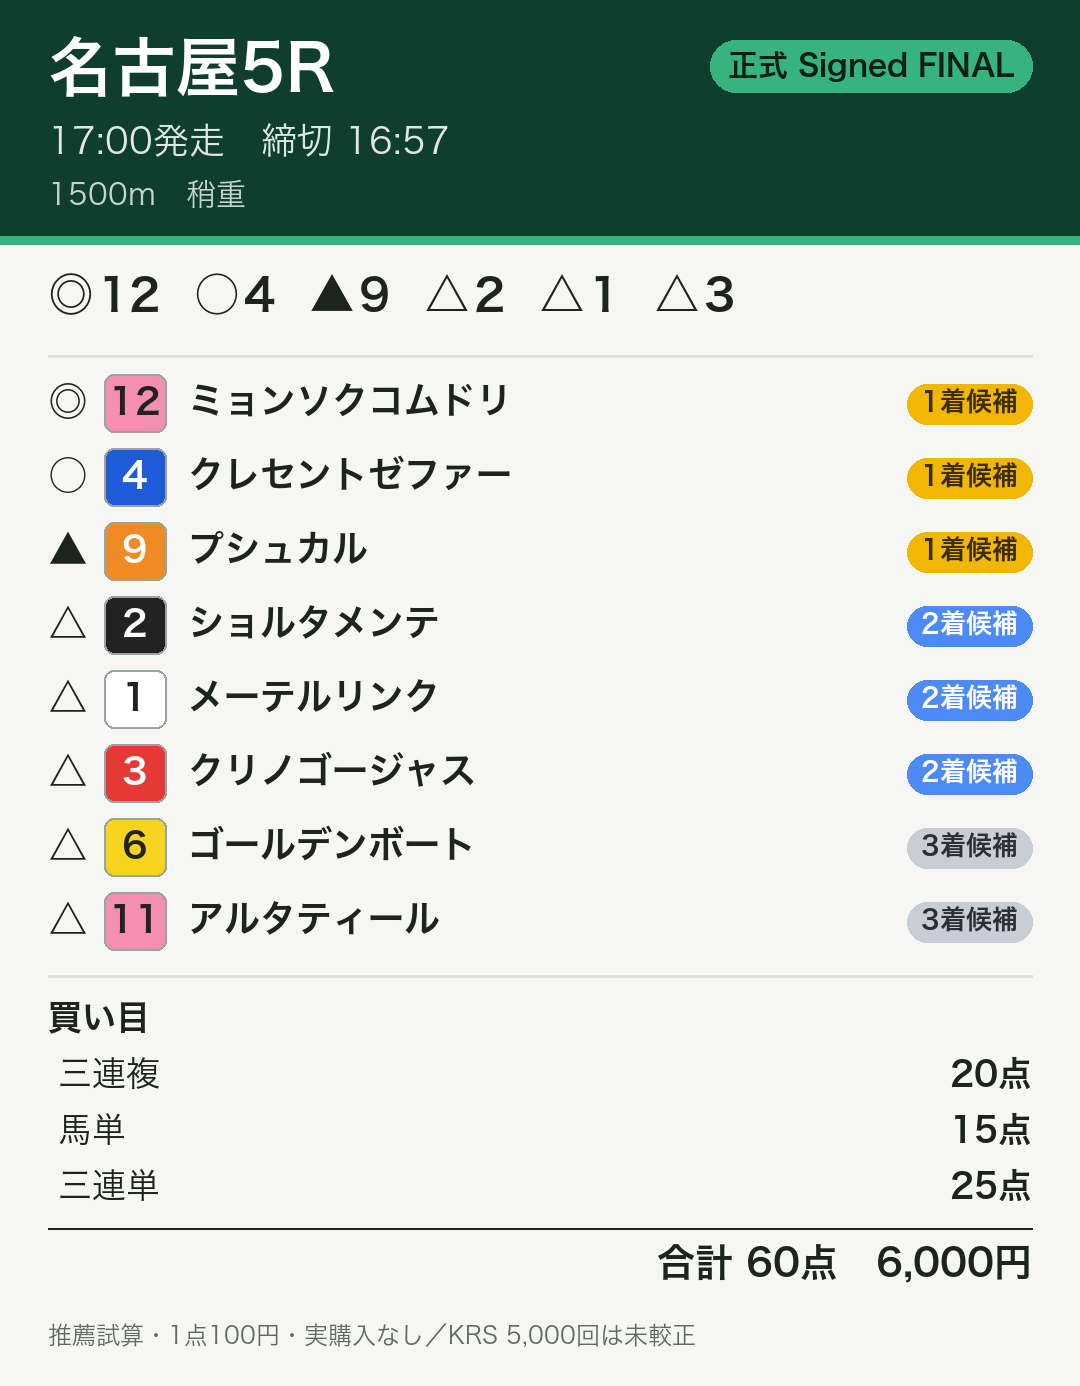 名古屋5R
正式 Signed FINAL
17:00発走　締切 16:57
1500m　稍重
◎12 ○4 ▲9 △2 △1 △3
◎ 12 ミョンソクコムドリ 1着候補
○ 4 クレセントゼファー 1着候補
▲ 9 プシュカル 1着候補
△ 2 ショルタメンテ 2着候補
△ 1 メーテルリンク 2着候補
△ 3 クリノゴージャス 2着候補
△ 6 ゴールデンボート 3着候補
△ 11 アルタティール 3着候補
買い目
三連複 20点
馬単 15点
三連単 25点
合計 60点　6,000円
推薦試算・1点100円・実購入なし／KRS 5,000回は未較正